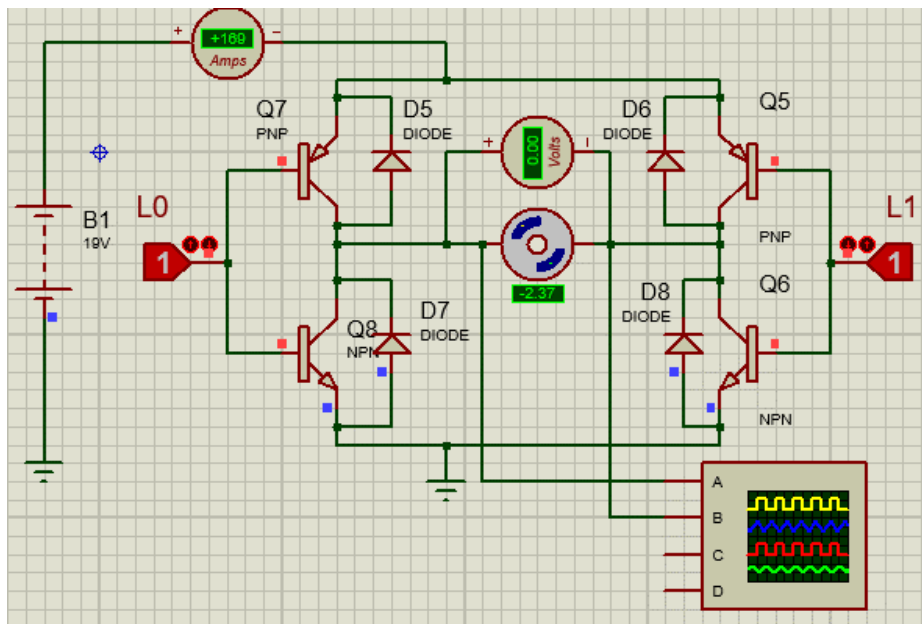 + +169 −
Amps
Q7
PNP
D5
DIODE
+ 0.00 Volts −
D6
DIODE
Q5
L0
1
B1
19V
L1
1
PNP
-2.37
Q8
NPN
D7
DIODE
D8
DIODE
Q6
NPN
A
B
C
D